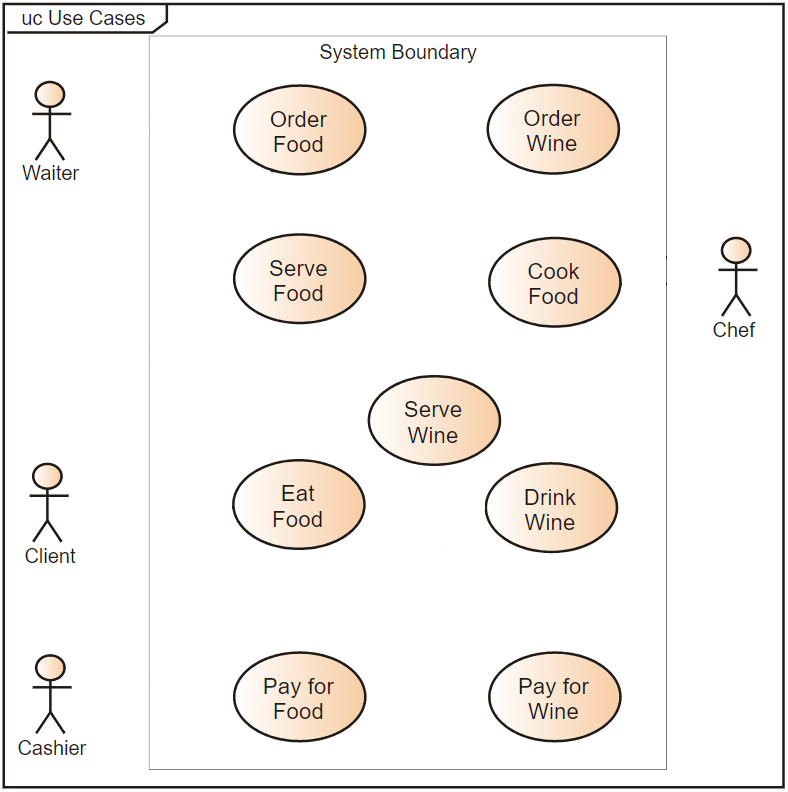 uc Use Cases
System Boundary
Order
Food
Order
Wine
Waiter
Serve
Food
Cook
Food
Chef
Serve
Wine
Eat
Food
Drink
Wine
Client
Pay for
Food
Pay for
Wine
Cashier